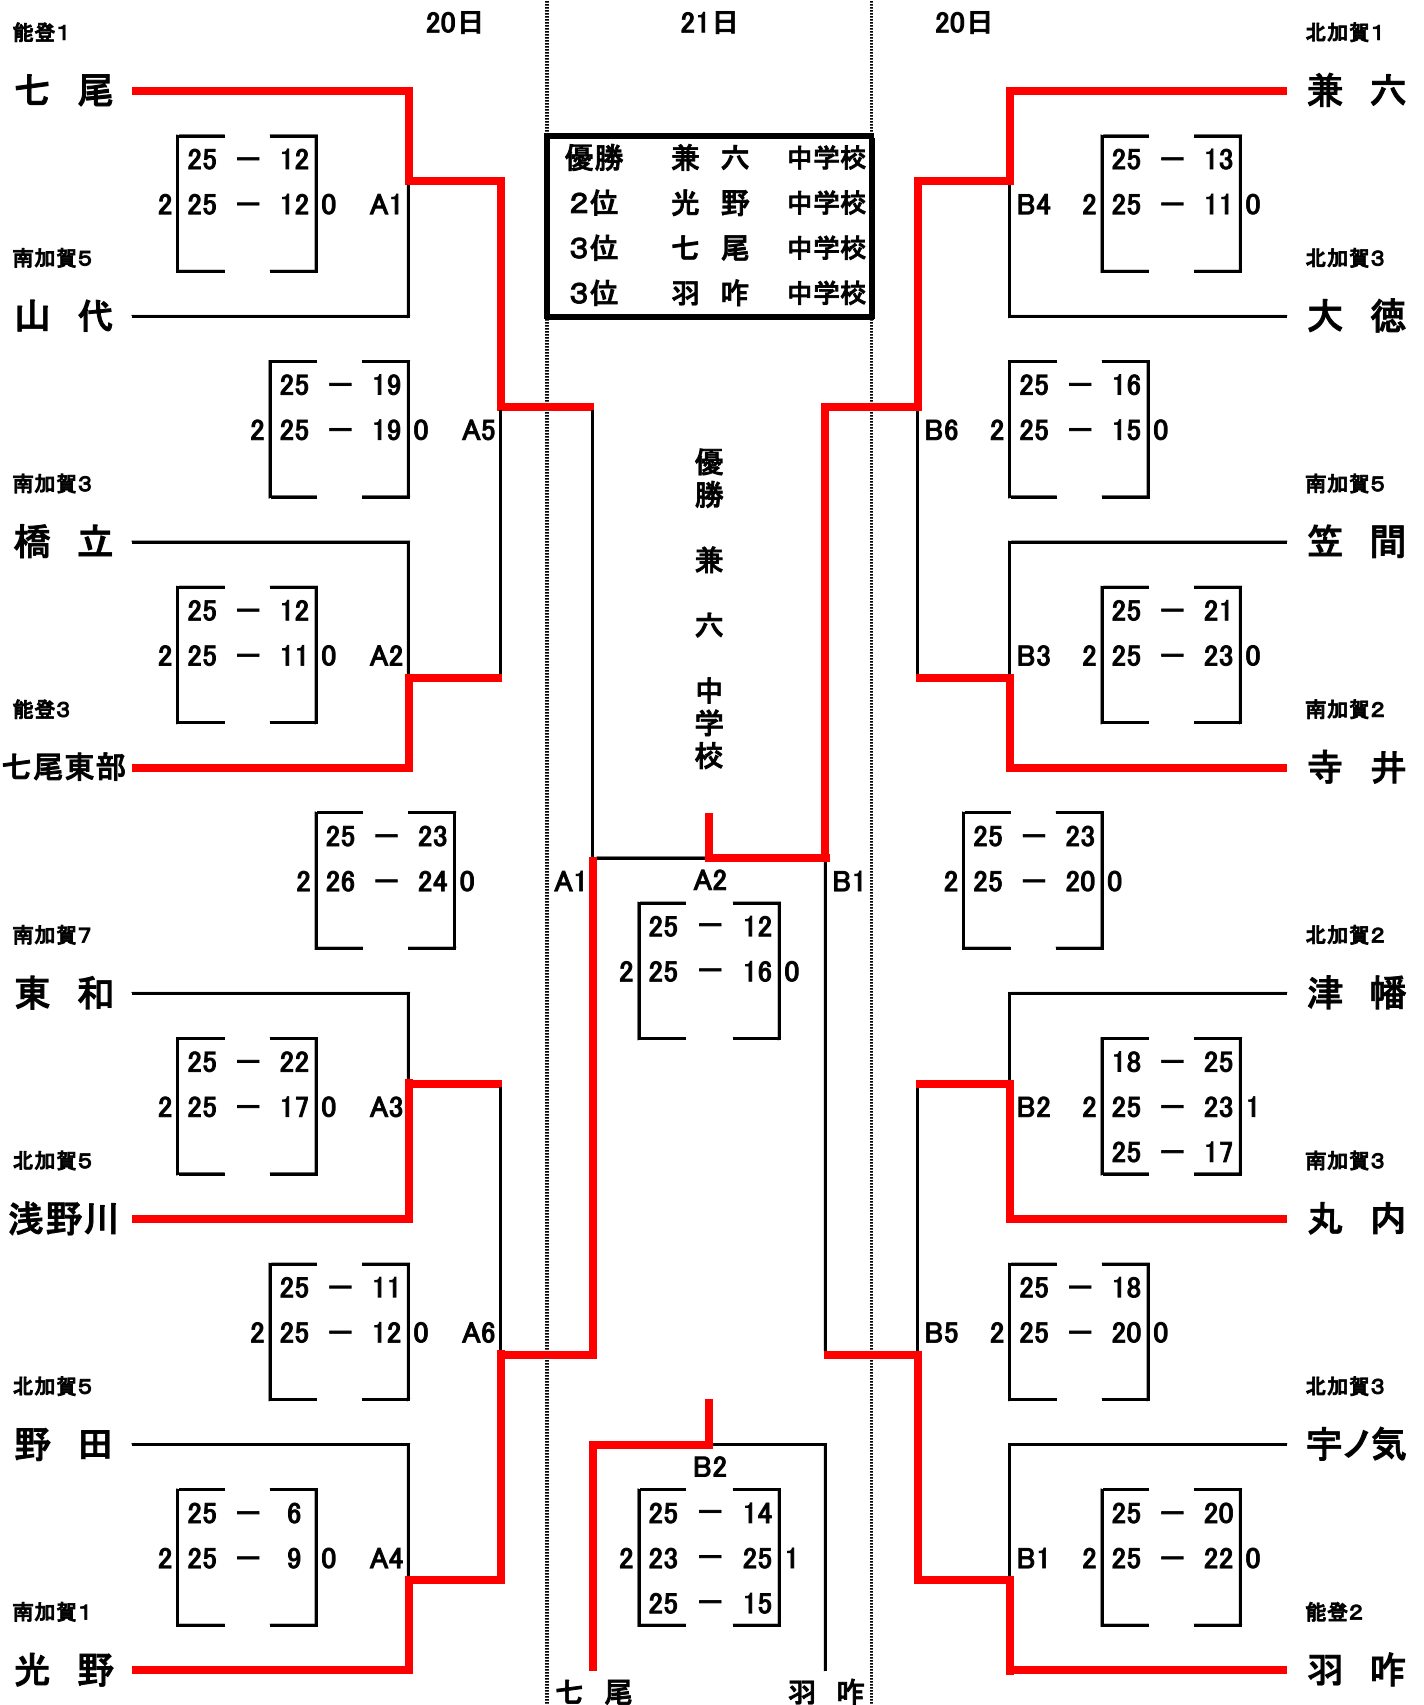 20日 21日 20日
能登1 北加賀1
七 尾 兼 六
優勝 兼 六 中学校
2位 光 野 中学校
3位 七 尾 中学校
3位 羽 咋 中学校
25 － 12
2 25 － 12 0 A1
25 － 13
B4 2 25 － 11 0
南加賀5 北加賀3
山 代 大 徳
25 － 19
2 25 － 19 0 A5
25 － 16
B6 2 25 － 15 0
南加賀3 南加賀5
橋 立 笠 間
25 － 12
2 25 － 11 0 A2
25 － 21
B3 2 25 － 23 0
能登3 南加賀2
七尾東部 寺 井
優勝 兼 六 中学校
25 － 23
2 26 － 24 0 A1
25 － 23
B1 2 25 － 20 0
A2
25 － 12
2 25 － 16 0
南加賀7 北加賀2
東 和 津 幡
25 － 22
2 25 － 17 0 A3
18 － 25
B2 2 25 － 23 1
25 － 17
北加賀5 南加賀3
浅野川 丸 内
25 － 11
2 25 － 12 0 A6
25 － 18
B5 2 25 － 20 0
北加賀5 北加賀3
野 田 宇ノ気
25 － 6
2 25 － 9 0 A4
B2
25 － 14
2 23 － 25 1
25 － 15
25 － 20
B1 2 25 － 22 0
南加賀1 能登2
光 野 羽 咋
七 尾 羽 咋